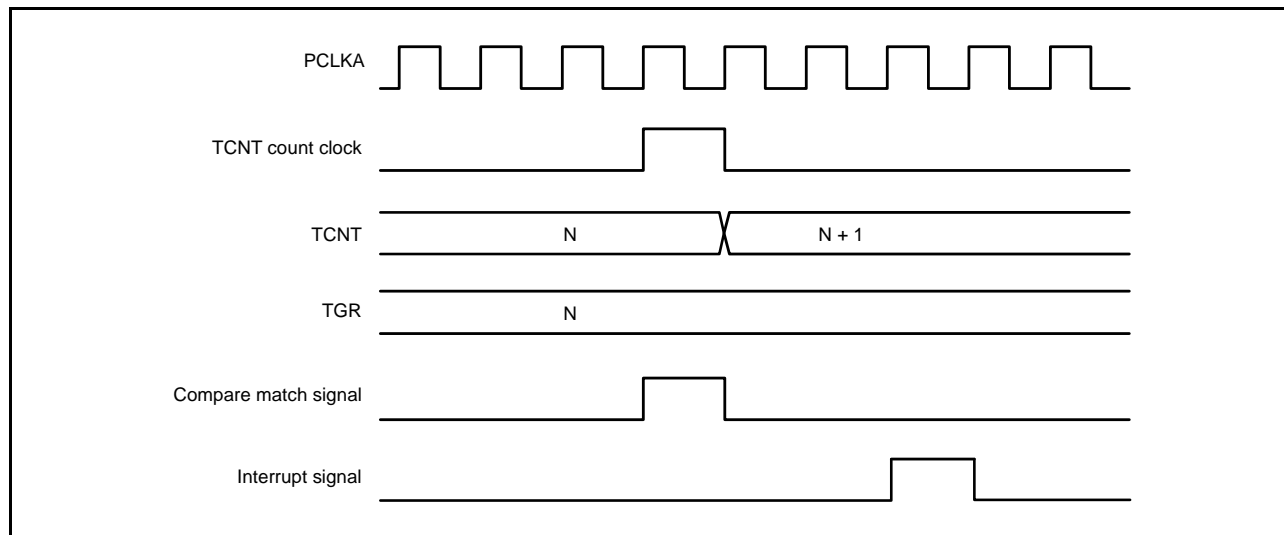 PCLKA
TCNT count clock
TCNT
N
N + 1
TGR
N
Compare match signal
Interrupt signal